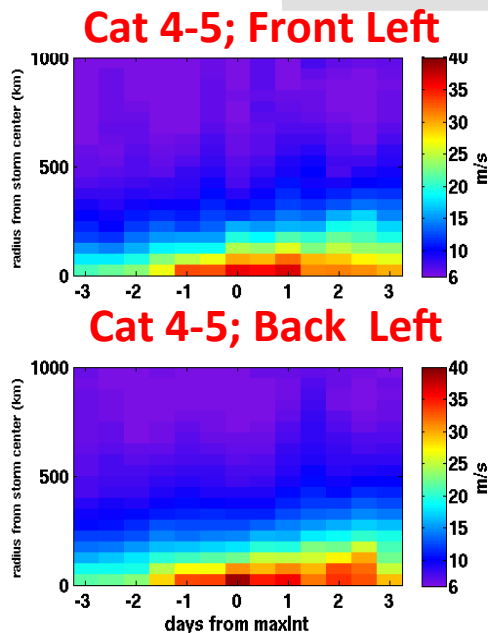 Cat 4-5; Front Left
1000
500
0
radius from storm center (km)
-3 -2 -1 0 1 2 3
40
35
30
25
20
15
10
6
m/s
Cat 4-5; Back Left
1000
500
0
radius from storm center (km)
-3 -2 -1 0 1 2 3
days from maxInt
40
35
30
25
20
15
10
6
m/s